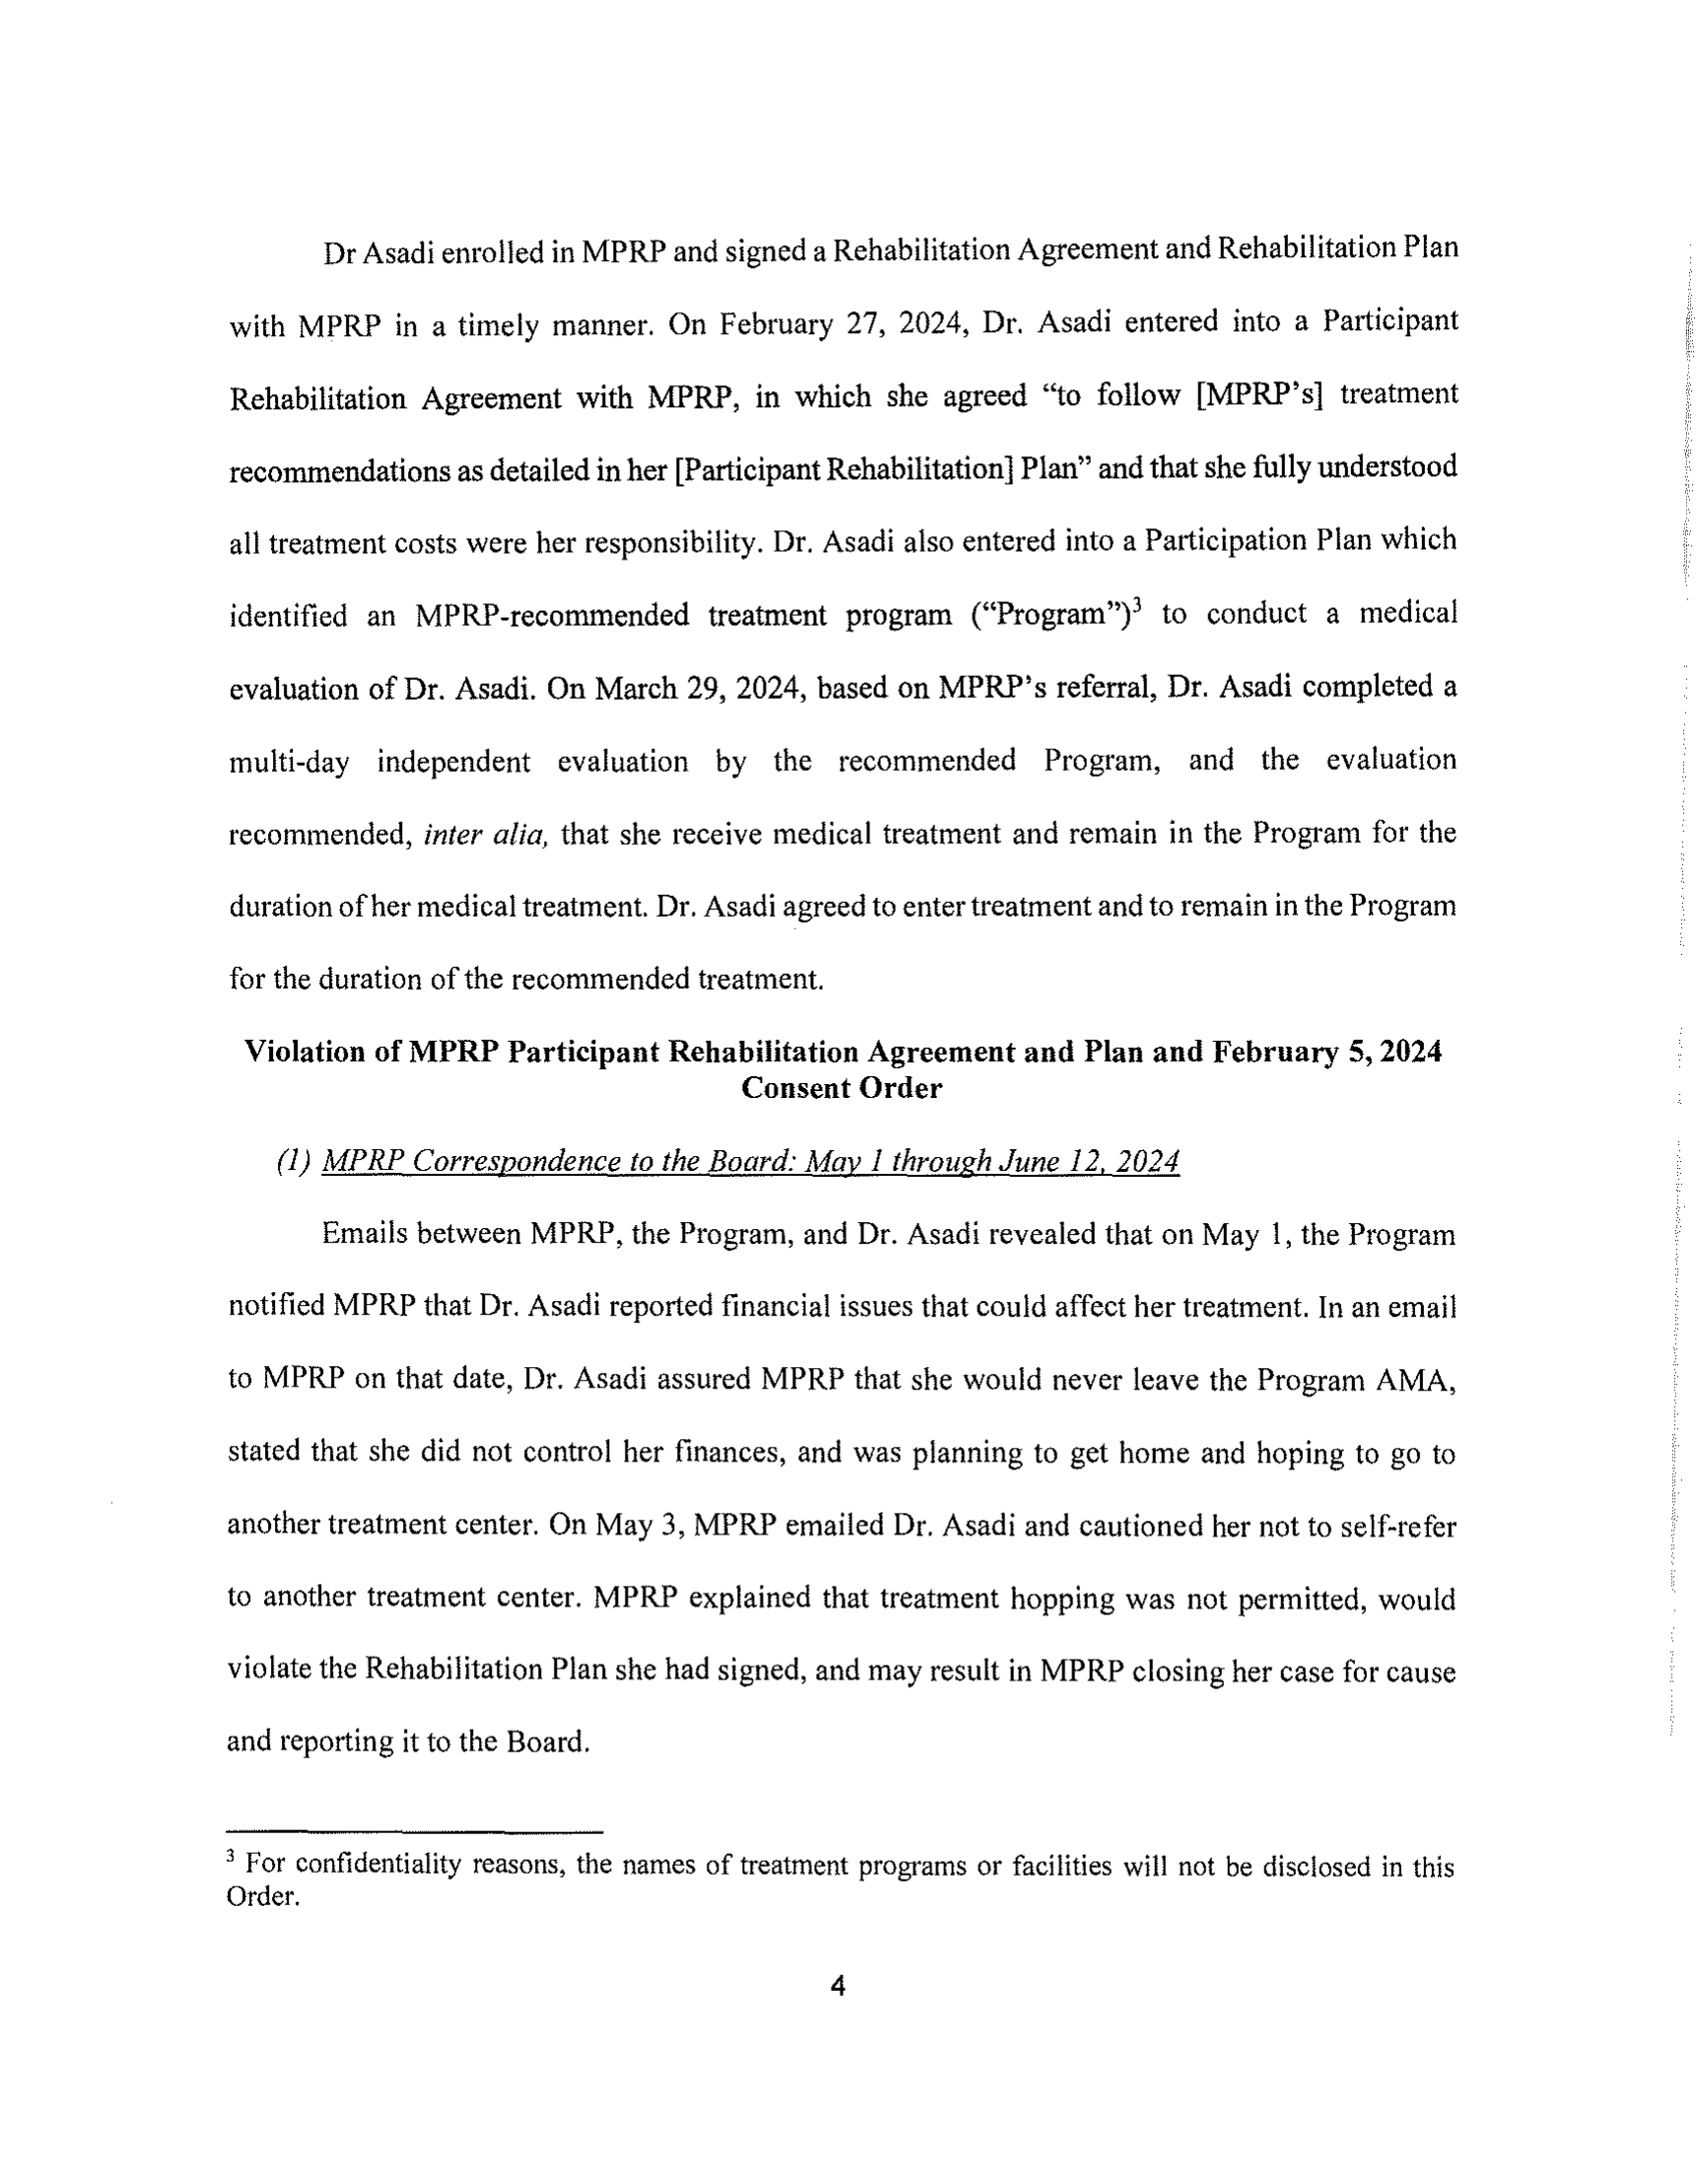 Dr Asadi enrolled in MPRP and signed a Rehabilitation Agreement and Rehabilitation Plan
with MPRP in a timely manner. On February 27, 2024, Dr. Asadi entered into a Participant
Rehabilitation Agreement with MPRP, in which she agreed “to follow [MPRP’s] treatment
recommendations as detailed in her [Participant Rehabilitation] Plan” and that she fully understood
all treatment costs were her responsibility. Dr. Asadi also entered into a Participation Plan which
identified an MPRP-recommended treatment program (“Program”)³ to conduct a medical
evaluation of Dr. Asadi. On March 29, 2024, based on MPRP’s referral, Dr. Asadi completed a
multi-day independent evaluation by the recommended Program, and the evaluation
recommended, inter alia, that she receive medical treatment and remain in the Program for the
duration of her medical treatment. Dr. Asadi agreed to enter treatment and to remain in the Program
for the duration of the recommended treatment.
Violation of MPRP Participant Rehabilitation Agreement and Plan and February 5, 2024
Consent Order
(1) MPRP Correspondence to the Board: May 1 through June 12, 2024
Emails between MPRP, the Program, and Dr. Asadi revealed that on May 1, the Program
notified MPRP that Dr. Asadi reported financial issues that could affect her treatment. In an email
to MPRP on that date, Dr. Asadi assured MPRP that she would never leave the Program AMA,
stated that she did not control her finances, and was planning to get home and hoping to go to
another treatment center. On May 3, MPRP emailed Dr. Asadi and cautioned her not to self-refer
to another treatment center. MPRP explained that treatment hopping was not permitted, would
violate the Rehabilitation Plan she had signed, and may result in MPRP closing her case for cause
and reporting it to the Board.
³ For confidentiality reasons, the names of treatment programs or facilities will not be disclosed in this
Order.
4